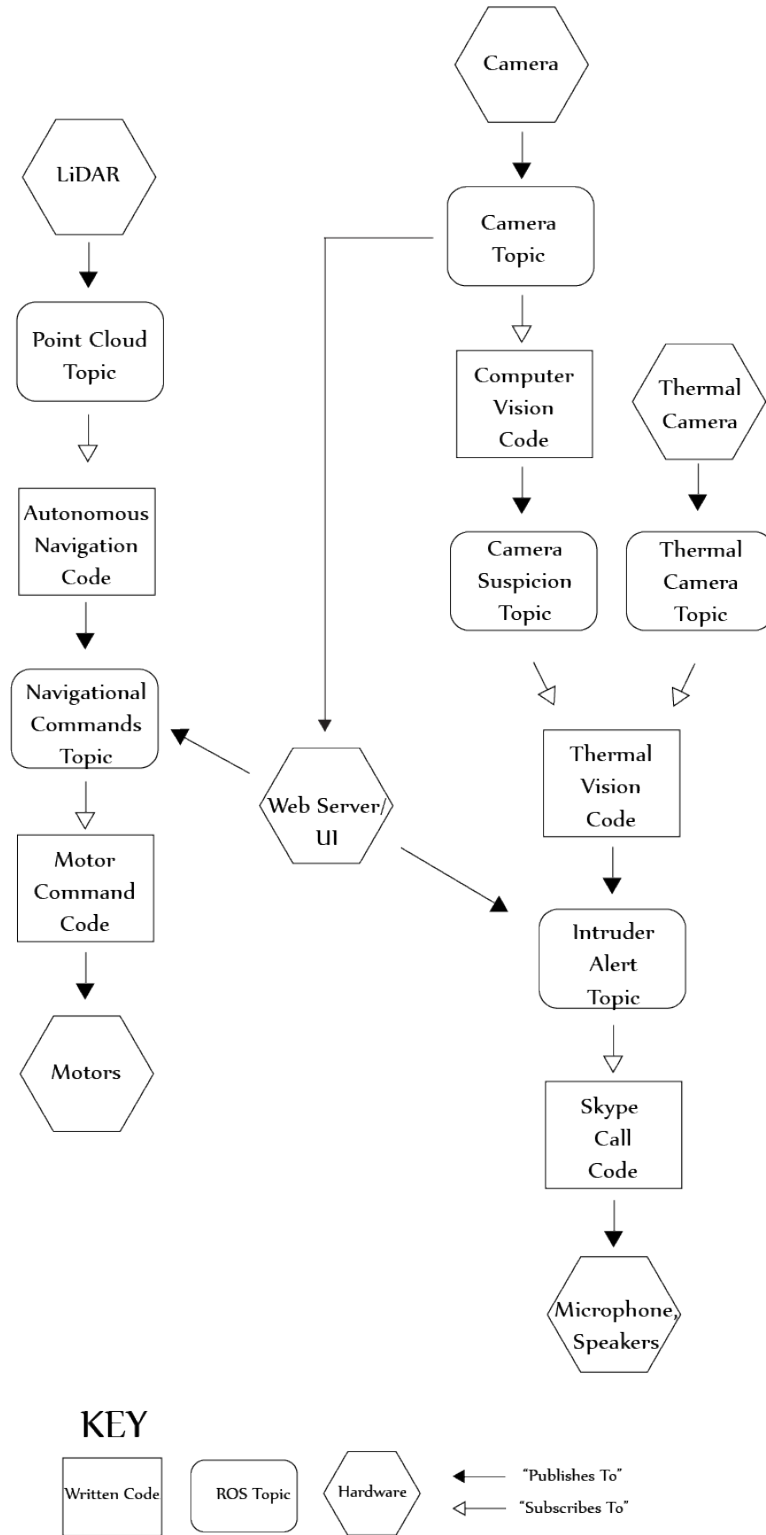 Camera
LiDAR
Camera
Topic
Point Cloud
Topic
Computer
Vision
Code
Thermal
Camera
Autonomous
Navigation
Code
Camera
Suspicion
Topic
Thermal
Camera
Topic
Navigational
Commands
Topic
Thermal
Vision
Code
Web Server/
UI
Motor
Command
Code
Intruder
Alert
Topic
Motors
Skype
Call
Code
Microphone,
Speakers
KEY
Written Code
ROS Topic
Hardware
"Publishes To"
"Subscribes To"